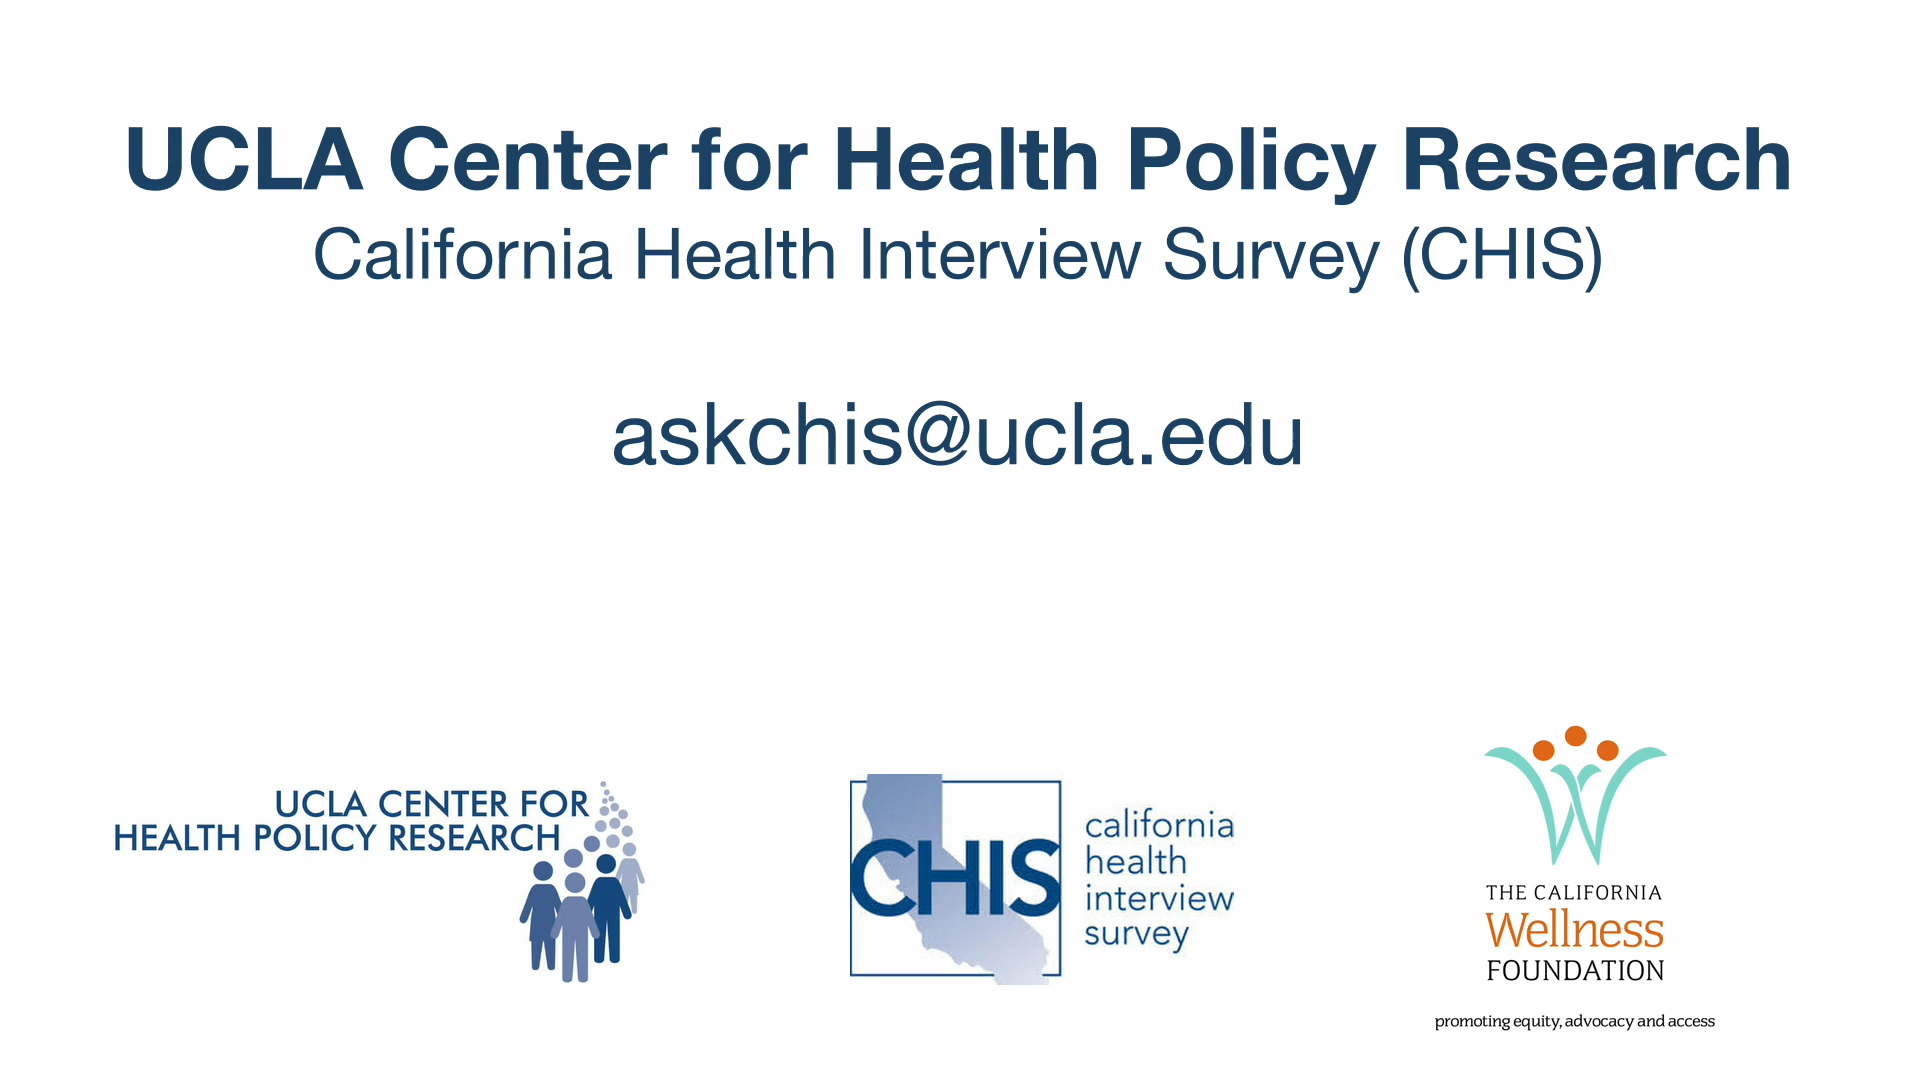 UCLA Center for Health Policy Research
California Health Interview Survey (CHIS)
askchis@ucla.edu
UCLA CENTER FOR
HEALTH POLICY RESEARCH
CHIS
california
health
interview
survey
THE CALIFORNIA
Wellness
FOUNDATION
promoting equity, advocacy and access